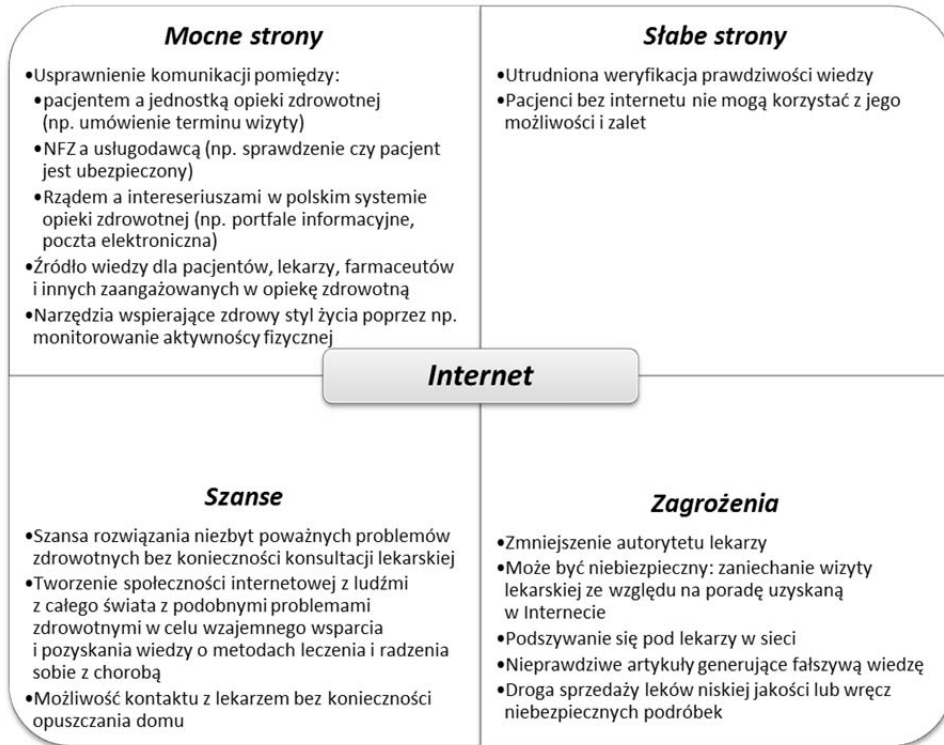 Mocne strony
•Usprawnienie komunikacji pomiędzy:
•pacjentem a jednostką opieki zdrowotnej
(np. umówienie terminu wizyty)
•NFZ a usługodawcą (np. sprawdzenie czy pacjent
jest ubezpieczony)
•Rządem a intereseriuszami w polskim systemie
opieki zdrowotnej (np. portfale informacyjne,
poczta elektroniczna)
•Źródło wiedzy dla pacjentów, lekarzy, farmaceutów
i innych zaangażowanych w opiekę zdrowotną
•Narzędzia wspierające zdrowy styl życia poprzez np.
monitorowanie aktywnoścy fizycznej
Słabe strony
•Utrudniona weryfikacja prawdziwości wiedzy
•Pacjenci bez internetu nie mogą korzystać z jego
możliwości i zalet
Internet
Szanse
•Szansa rozwiązania niezbyt poważnych problemów
zdrowotnych bez konieczności konsultacji lekarskiej
•Tworzenie społeczności internetowej z ludźmi
z całego świata z podobnymi problemami
zdrowotnymi w celu wzajemnego wsparcia
i pozyskania wiedzy o metodach leczenia i radzenia
sobie z chorobą
•Możliwość kontaktu z lekarzem bez konieczności
opuszczania domu
Zagrożenia
•Zmniejszenie autorytetu lekarzy
•Może być niebiezpieczny: zaniechanie wizyty
lekarskiej ze względu na poradę uzyskaną
w Internecie
•Podszywanie się pod lekarzy w sieci
•Nieprawdziwe artykuły generujące fałszywą wiedzę
•Droga sprzedaży leków niskiej jakości lub wręcz
niebezpiecznych podróbek